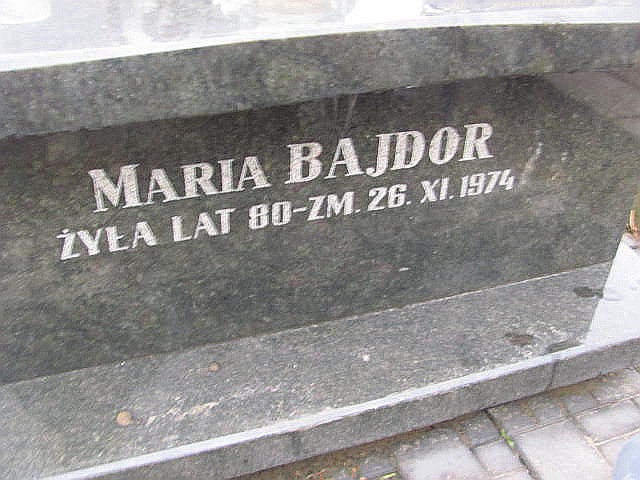 MARIA BAJDOR
ŻYŁA LAT 80-ZM. 26. XI. 1974